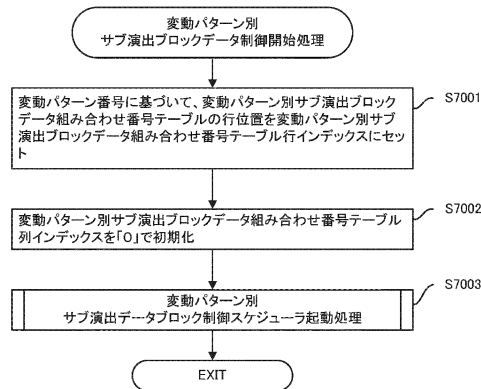 変動パターン別
サブ演出ブロックデータ制御開始処理
S7001
変動パターン番号に基づいて、変動パターン別サブ演出ブロック
データ組み合わせ番号テーブルの行位置を変動パターン別サブ
演出ブロックデータ組み合わせ番号テーブル行インデックスにセッ
ト
S7002
変動パターン別サブ演出ブロックデータ組み合わせ番号テーブル
列インデックスを「0」で初期化
S7003
変動パターン別
サブ演出データブロック制御スケジューラ起動処理
EXIT